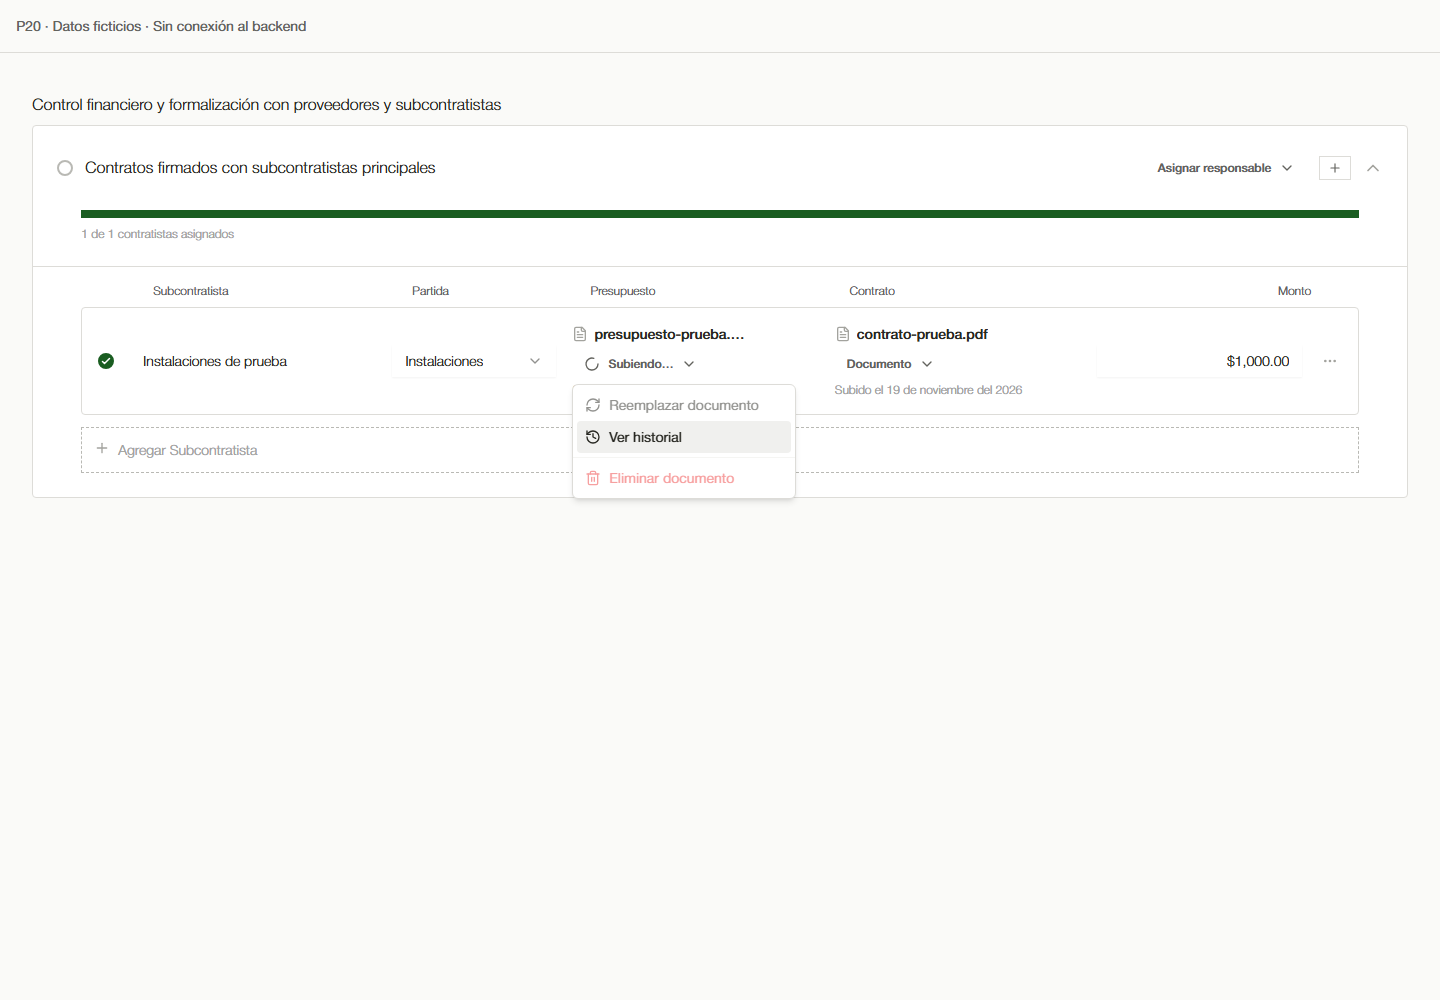 P20 · Datos ficticios · Sin conexión al backend
Control financiero y formalización con proveedores y subcontratistas
Contratos firmados con subcontratistas principales
Asignar responsable
1 de 1 contratistas asignados
Subcontratista Partida Presupuesto Contrato Monto
presupuesto-prueba.... contrato-prueba.pdf
Instalaciones de prueba Instalaciones $1,000.00
Subiendo... Documento
Subido el 19 de noviembre del 2026
Reemplazar documento
Ver historial
Eliminar documento
Agregar Subcontratista